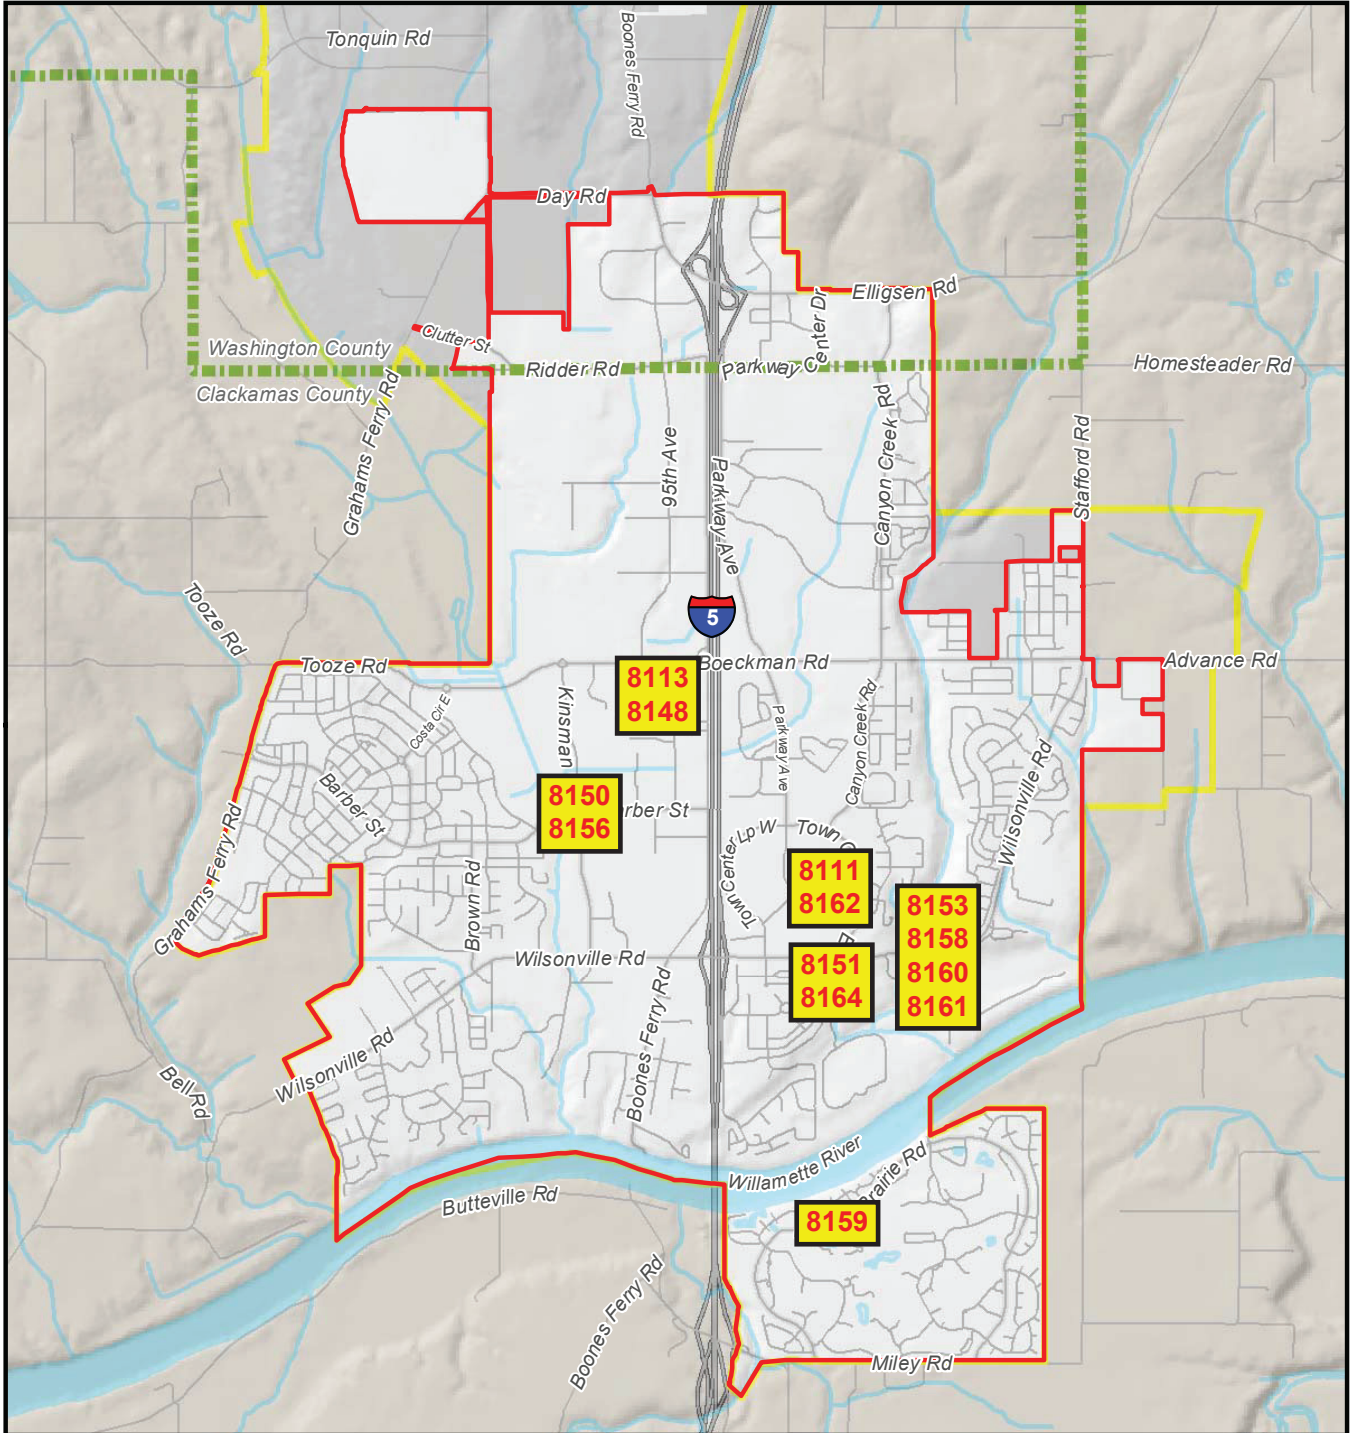 Tonquin Rd
Boones Ferry Rd
Day Rd
Elligsen Rd
Clutter St
Parkway Center Dr
Washington County
Ridder Rd
Homesteader Rd
Clackamas County
Grahams Ferry Rd
95th Ave
Parkway Ave
Canyon Creek Rd
Stafford Rd
5
Tooze Rd
Tooze Rd
Boeckman Rd
Advance Rd
8113
8148
Costa Cir E
Kinsman
Parkway Ave
Canyon Creek Rd
Wilsonville Rd
Barber St
8150
8156
rber St
Town Center Lp W
Town C
8111
8162
E
8153
8158
8160
8161
Grahams Ferry Rd
Brown Rd
Wilsonville Rd
8151
8164
Boones Ferry Rd
Wilsonville Rd
Bell Rd
Willamette River
Butteville Rd
rairie Rd
8159
Boones Ferry Rd
Miley Rd